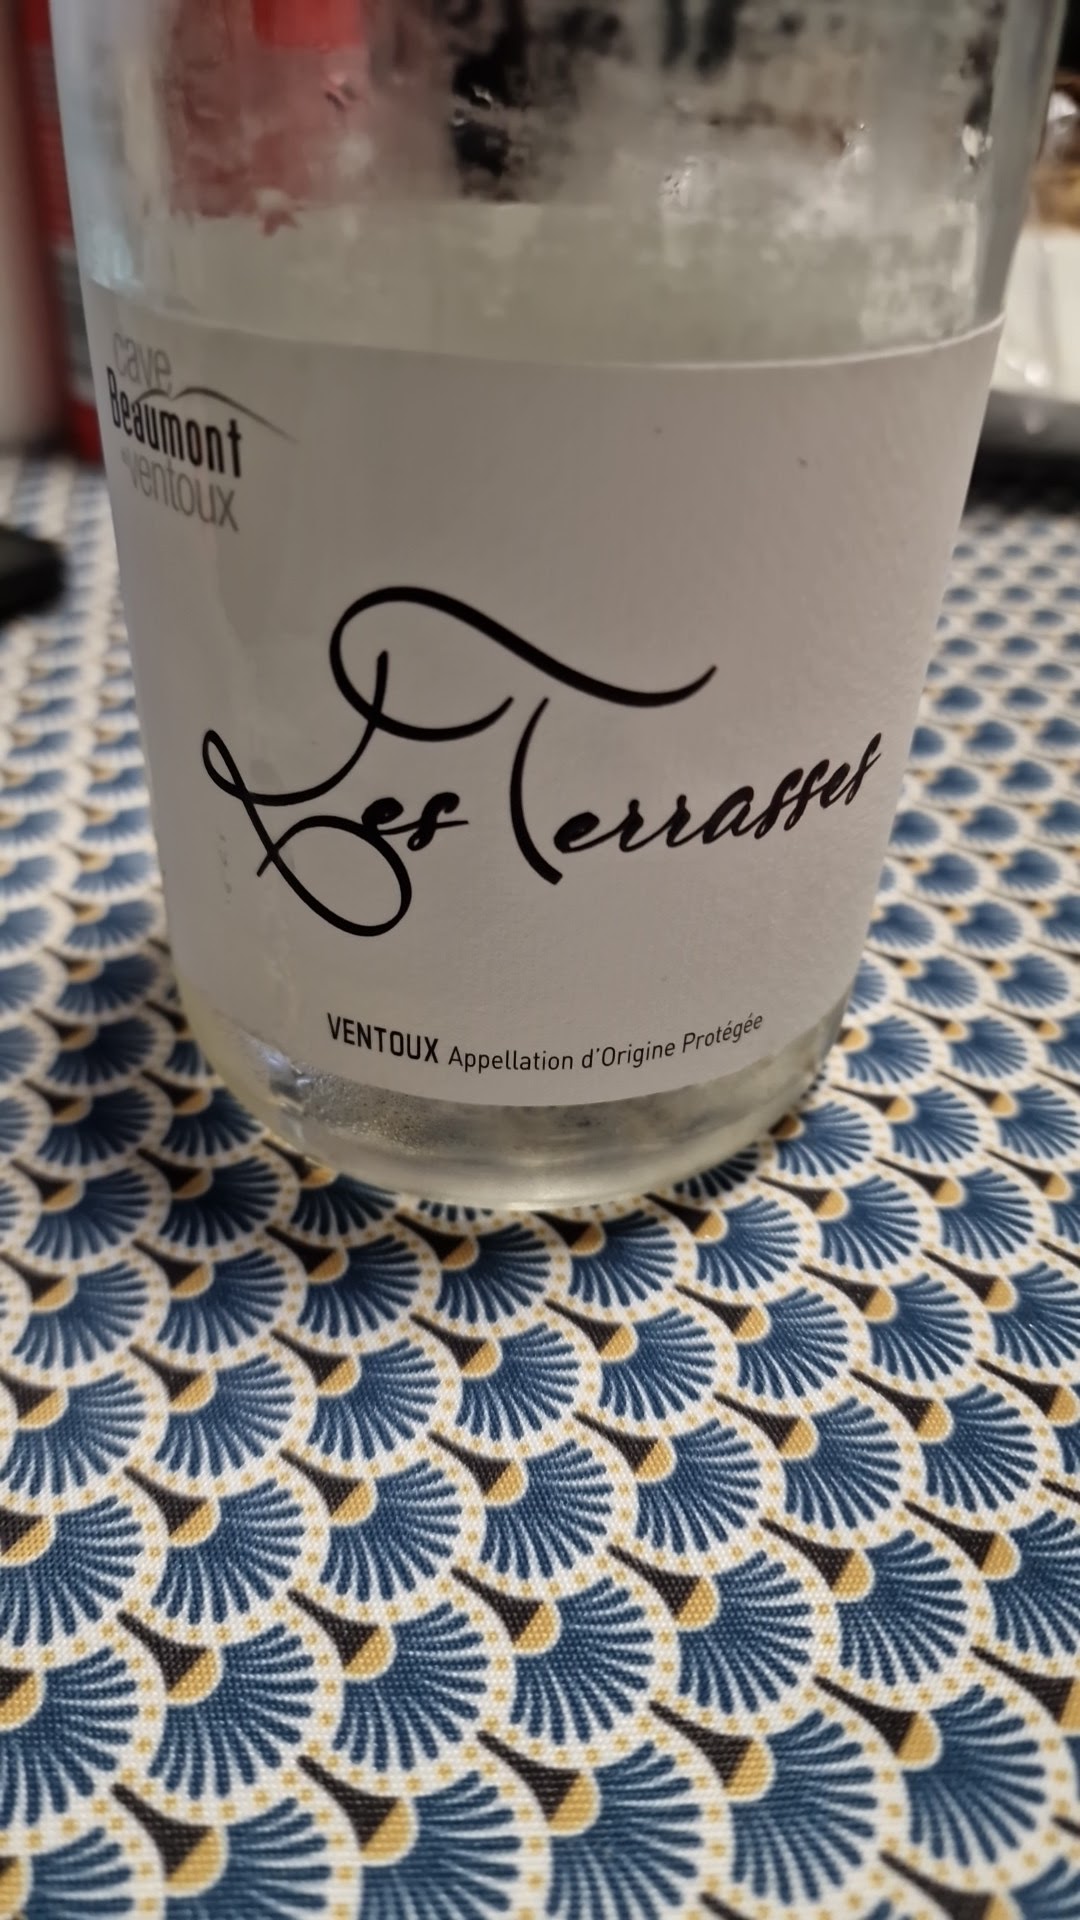 cave
Beaumont
ventoux
Les Terrasses
VENTOUX Appellation d'Origine Protégée